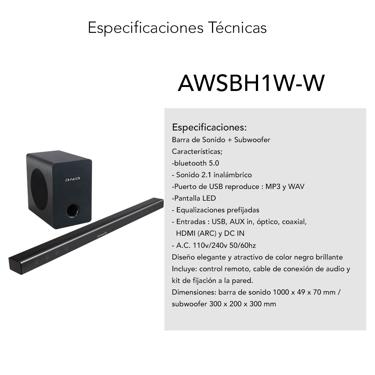 Especificaciones Técnicas
AWSBH1W-W
aiwa
Especificaciones:
Barra de Sonido + Subwoofer
Características;
-bluetooth 5.0
- Sonido 2.1 inalámbrico
-Puerto de USB reproduce : MP3 y WAV
-Pantalla LED
- Equalizaciones prefijadas
- Entradas : USB, AUX in, óptico, coaxial,
HDMI (ARC) y DC IN
- A.C. 110v/240v 50/60hz
Diseño elegante y atractivo de color negro brillante
Incluye: control remoto, cable de conexión de audio y
kit de fijación a la pared.
Dimensiones: barra de sonido 1000 x 49 x 70 mm /
subwoofer 300 x 200 x 300 mm